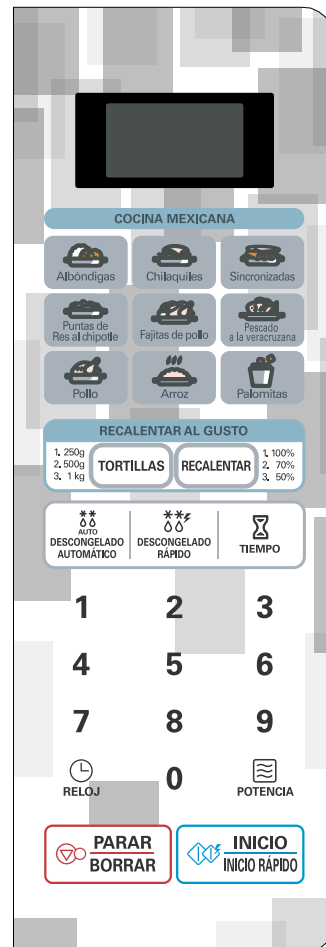 COCINA MEXICANA
Albóndigas
Chilaquiles
Sincronizadas
Puntas de
Res al chipotle
Fajitas de pollo
Pescado
a la veracruzana
Pollo
Arroz
Palomitas
RECALENTAR AL GUSTO
1. 250g
2. 500g
3. 1 kg
TORTILLAS
RECALENTAR
1. 100%
2. 70%
3. 50%
AUTO
DESCONGELADO
AUTOMÁTICO
DESCONGELADO
RÁPIDO
TIEMPO
1 2 3
4 5 6
7 8 9
RELOJ
0
POTENCIA
PARAR
BORRAR
INICIO
INICIO RÁPIDO